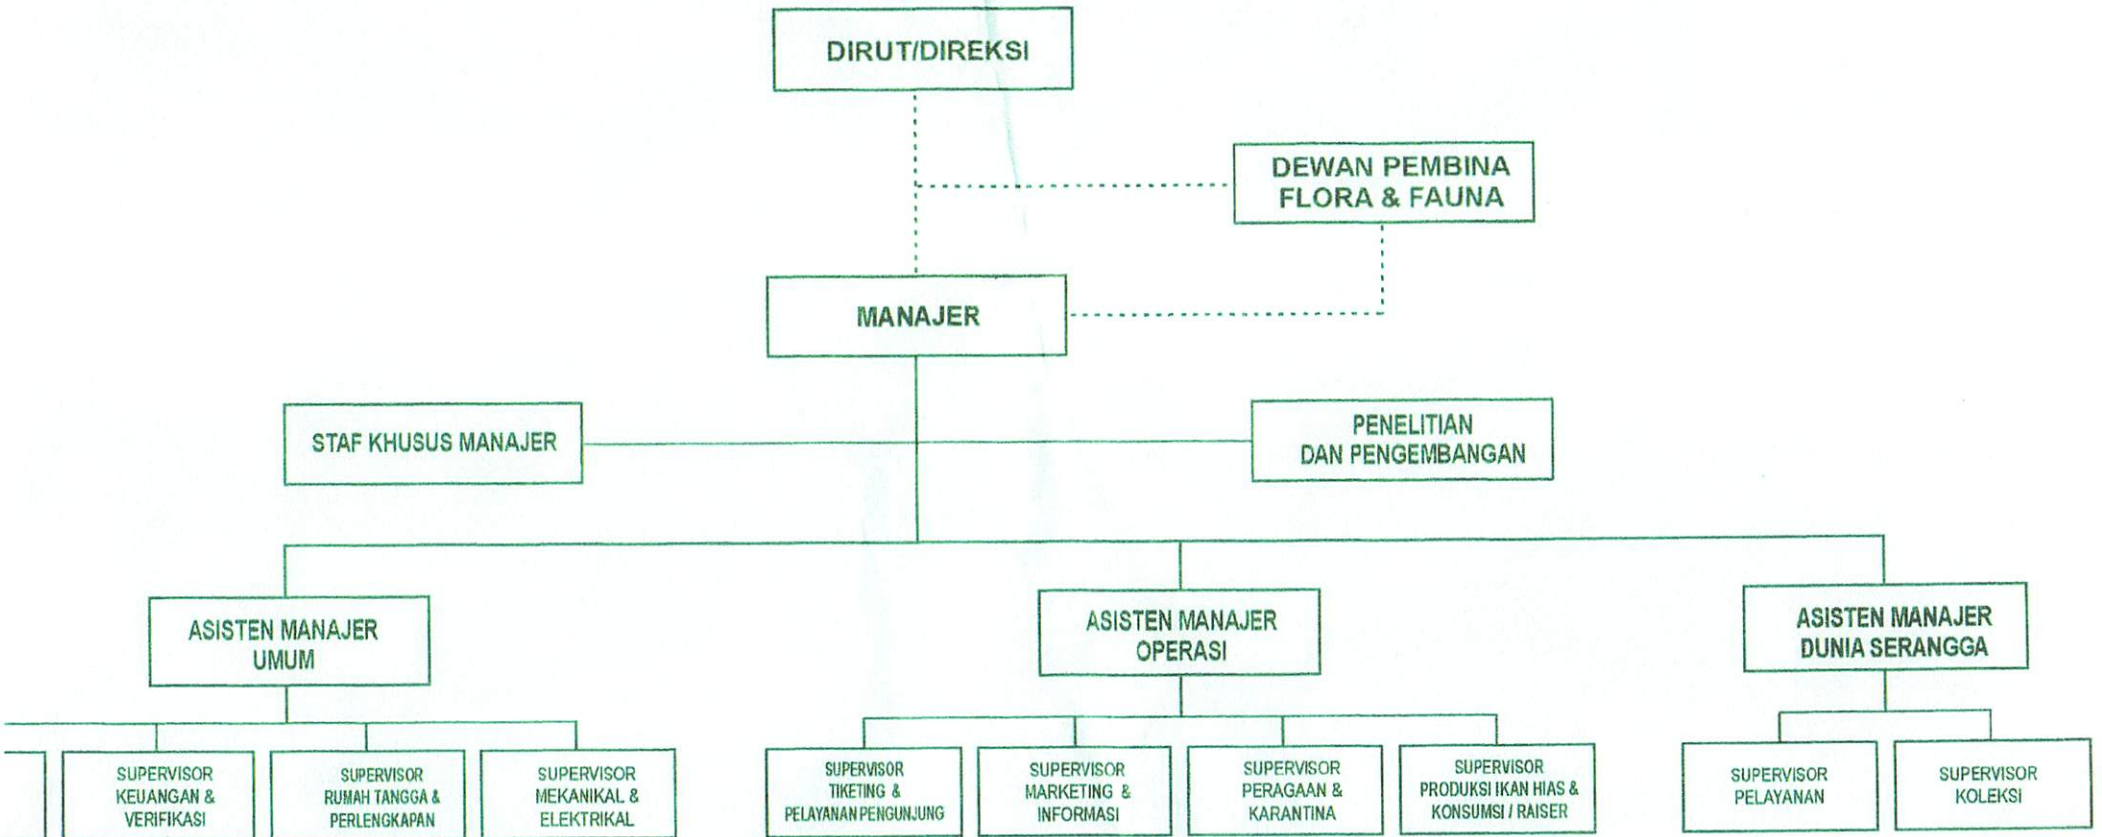 DIRUT/DIREKSI
DEWAN PEMBINA
FLORA & FAUNA
MANAJER
STAF KHUSUS MANAJER
PENELITIAN
DAN PENGEMBANGAN
ASISTEN MANAJER
UMUM
ASISTEN MANAJER
OPERASI
ASISTEN MANAJER
DUNIA SERANGGA
SUPERVISOR
KEUANGAN &
VERIFIKASI
SUPERVISOR
RUMAH TANGGA &
PERLENGKAPAN
SUPERVISOR
MEKANIKAL &
ELEKTRIKAL
SUPERVISOR
TIKETING &
PELAYANAN PENGUNJUNG
SUPERVISOR
MARKETING &
INFORMASI
SUPERVISOR
PERAGAAN &
KARANTINA
SUPERVISOR
PRODUKSI IKAN HIAS &
KONSUMSI / RAISER
SUPERVISOR
PELAYANAN
SUPERVISOR
KOLEKSI